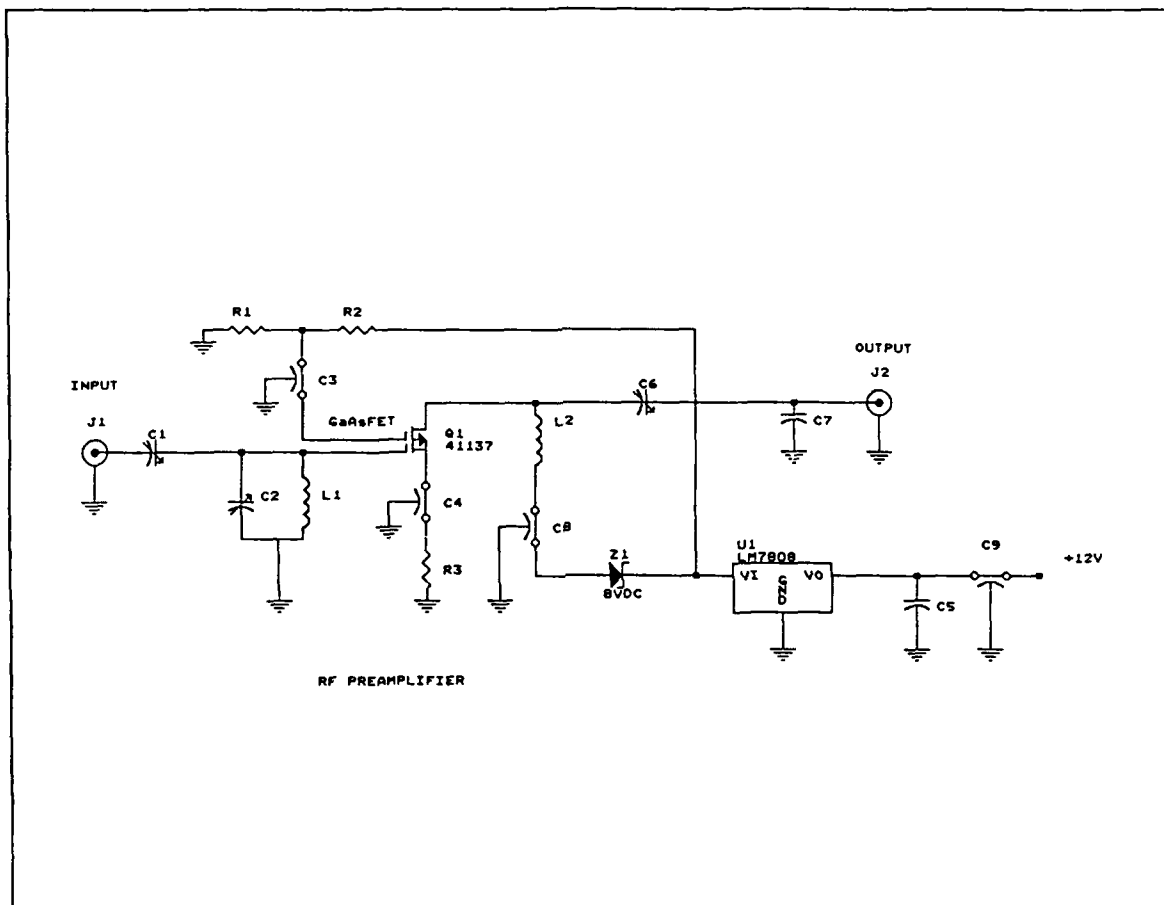 R1
R2
OUTPUT
J2
INPUT
C3
C6
J1
C1
GaAsFET
Q1
41137
L2
C7
C2
L1
C4
C8
R3
Z1
8VDC
U1
LM7808
VI
GND
VO
C9
+12V
C5
RF PREAMPLIFIER